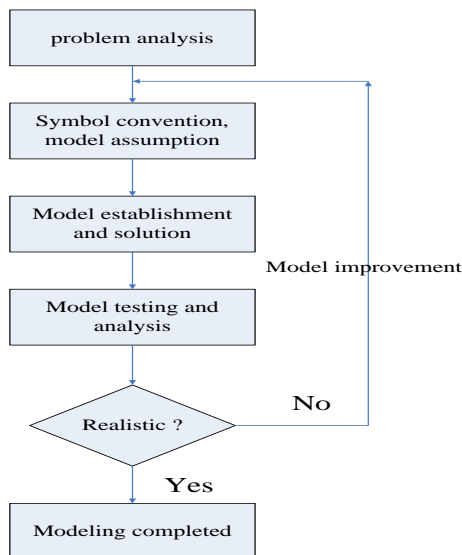 problem analysis
Symbol convention,
model assumption
Model establishment
and solution
Model improvement
Model testing and
analysis
No
Realistic ?
Yes
Modeling completed